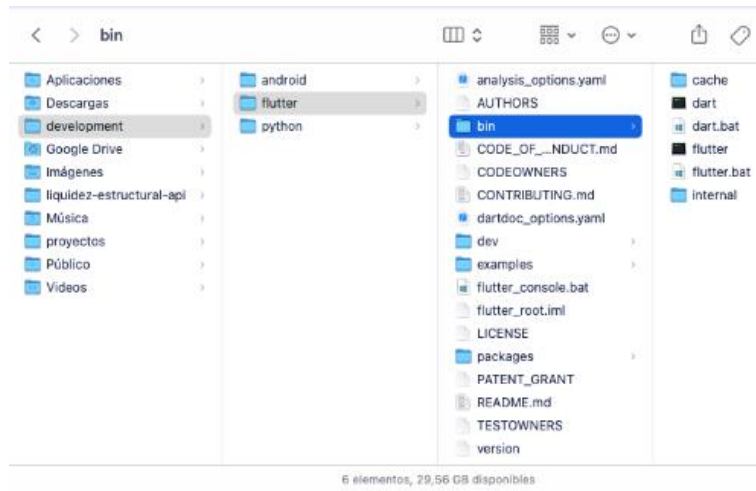 bin
Aplicaciones
Descargas
development
Google Drive
Imágenes
liquidez-estructural-api
Música
proyectos
Público
Videos
android
flutter
python
analysis_options.yaml
AUTHORS
bin
CODE_OF_...NDUCT.md
CODEOWNERS
CONTRIBUTING.md
dartdoc_options.yaml
dev
examples
flutter_console.bat
flutter_root.iml
LICENSE
packages
PATENT_GRANT
README.md
TESTOWNERS
version
cache
dart
dart.bat
flutter
flutter.bat
internal
6 elementos, 29,56 GB disponibles